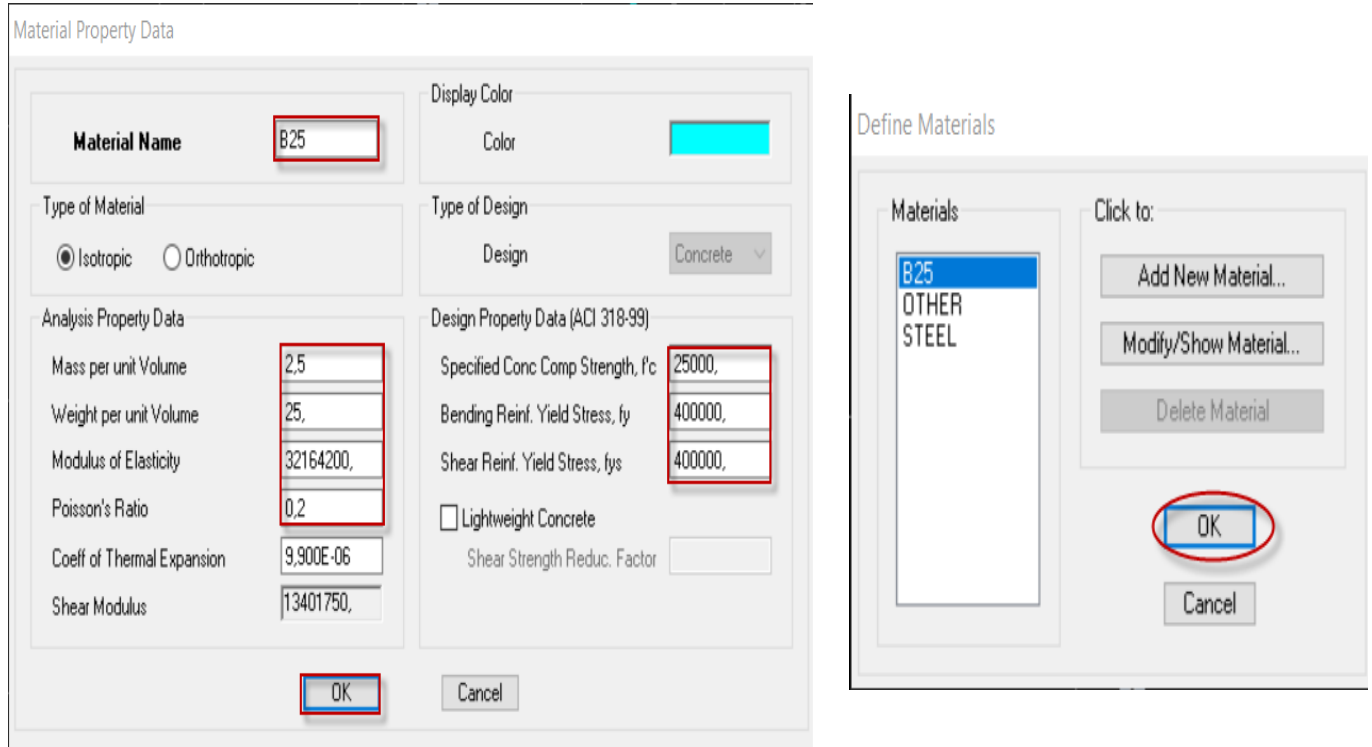 Material Property Data
Material Name B25
Display Color
Color
Type of Material
Isotropic Orthotropic
Type of Design
Design Concrete
Analysis Property Data
Mass per unit Volume 2,5
Weight per unit Volume 25,
Modulus of Elasticity 32164200,
Poisson's Ratio 0,2
Coeff of Thermal Expansion 9,900E-06
Shear Modulus 13401750,
Design Property Data (ACI 318-99)
Specified Conc Comp Strength, f'c 25000,
Bending Reinf. Yield Stress, fy 400000,
Shear Reinf. Yield Stress, fys 400000,
Lightweight Concrete
Shear Strength Reduc. Factor
OK Cancel
Define Materials
Materials
B25
OTHER
STEEL
Click to:
Add New Material...
Modify/Show Material...
Delete Material
OK
Cancel